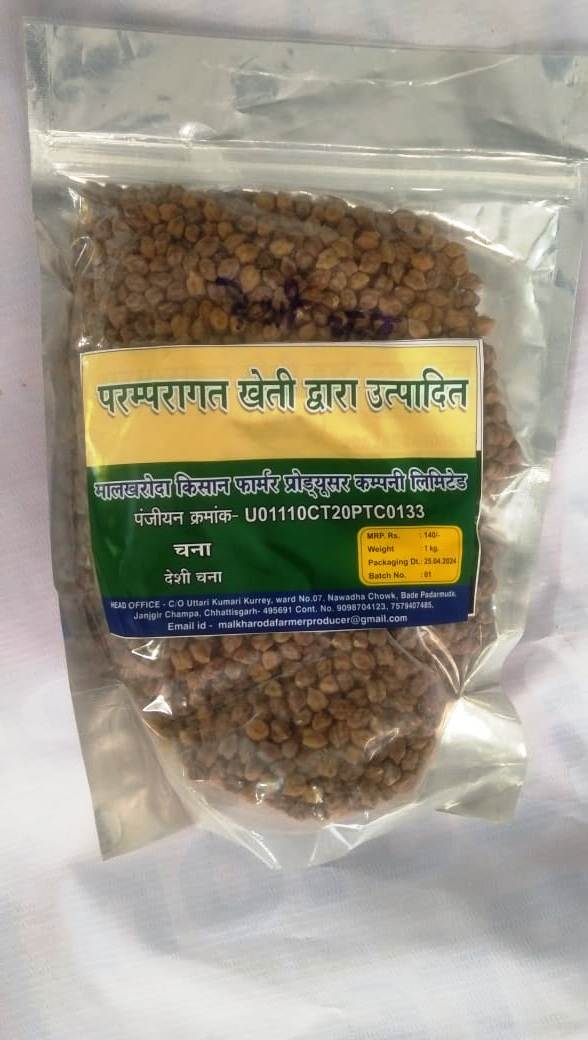 परम्परागत खेती द्वारा उत्पादित
मालखरोदा किसान फार्मर प्रोड्यूसर कम्पनी लिमिटेड
पंजीयन क्रमांक- U01110CT20PTC0133
चना
देशी चना
MRP. Rs. : 140/-
Weight : 1 kg.
Packaging Dt.: 25.04.2024
Batch No. : 01
HEAD OFFICE - C/O Uttari Kumari Kurrey, ward No.07, Nawadha Chowk, Bade Padarmuda,
Janjgir Champa, Chhattisgarh- 495691 Cont. No. 9098704123, 7579407485,
Email id - malkharodafarmerproducer@gmail.com